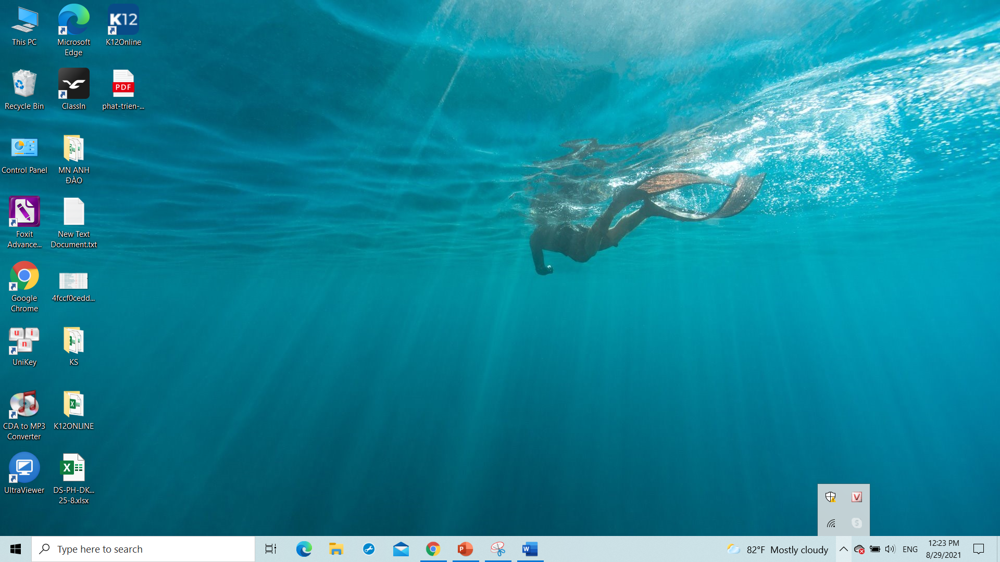 This PC
Microsoft
Edge
K12
K12Online
Recycle Bin
ClassIn
PDF
phat-trien-...
Control Panel
MN ANH
ĐÀO
Foxit
Advance...
New Text
Document.txt
Google
Chrome
4fccf0cedd...
u i
n
UniKey
KS
CDA to MP3
Converter
X
K12ONLINE
UltraViewer
X
DS-PH-DK...
25-8.xlsx
V
S
Type here to search
P
W
82°F Mostly cloudy
ENG
12:23 PM
8/29/2021